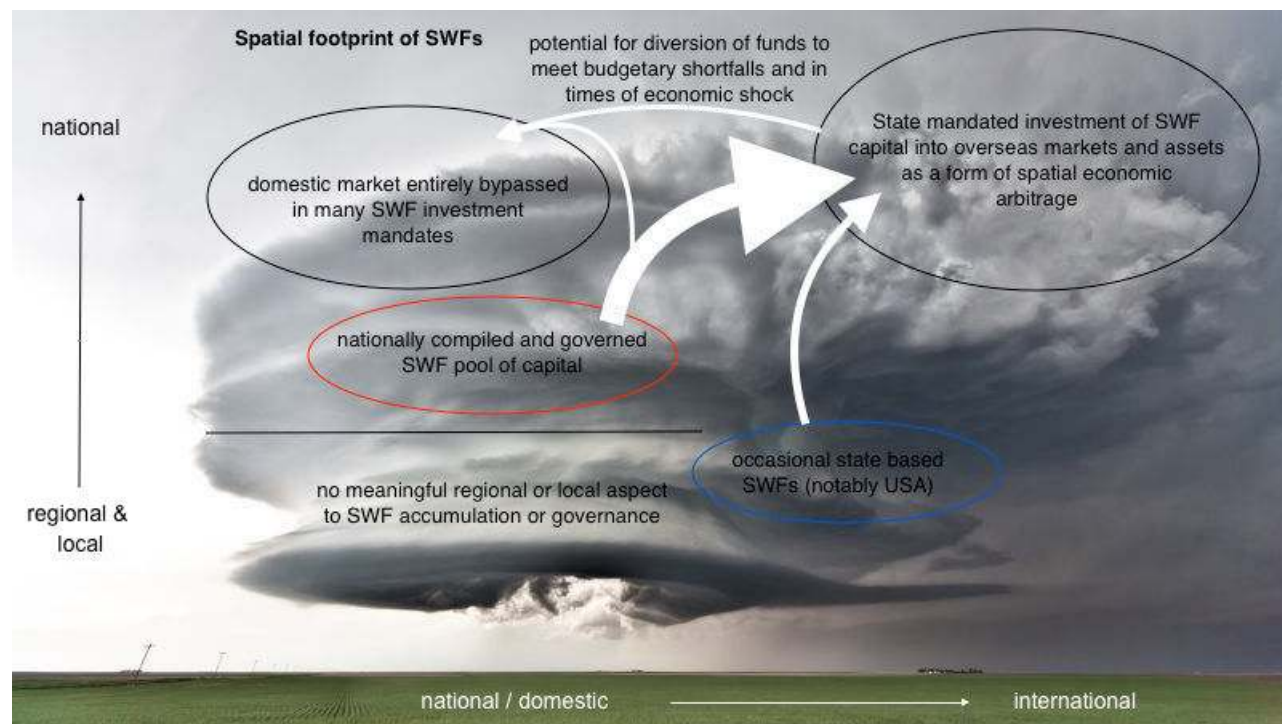 Spatial footprint of SWFs
potential for diversion of funds to
meet budgetary shortfalls and in
times of economic shock
national
State mandated investment of SWF
capital into overseas markets and assets
as a form of spatial economic
arbitrage
domestic market entirely bypassed
in many SWF investment
mandates
nationally compiled and governed
SWF pool of capital
occasional state based
SWFs (notably USA)
no meaningful regional or local aspect
to SWF accumulation or governance
regional &
local
national / domestic
international